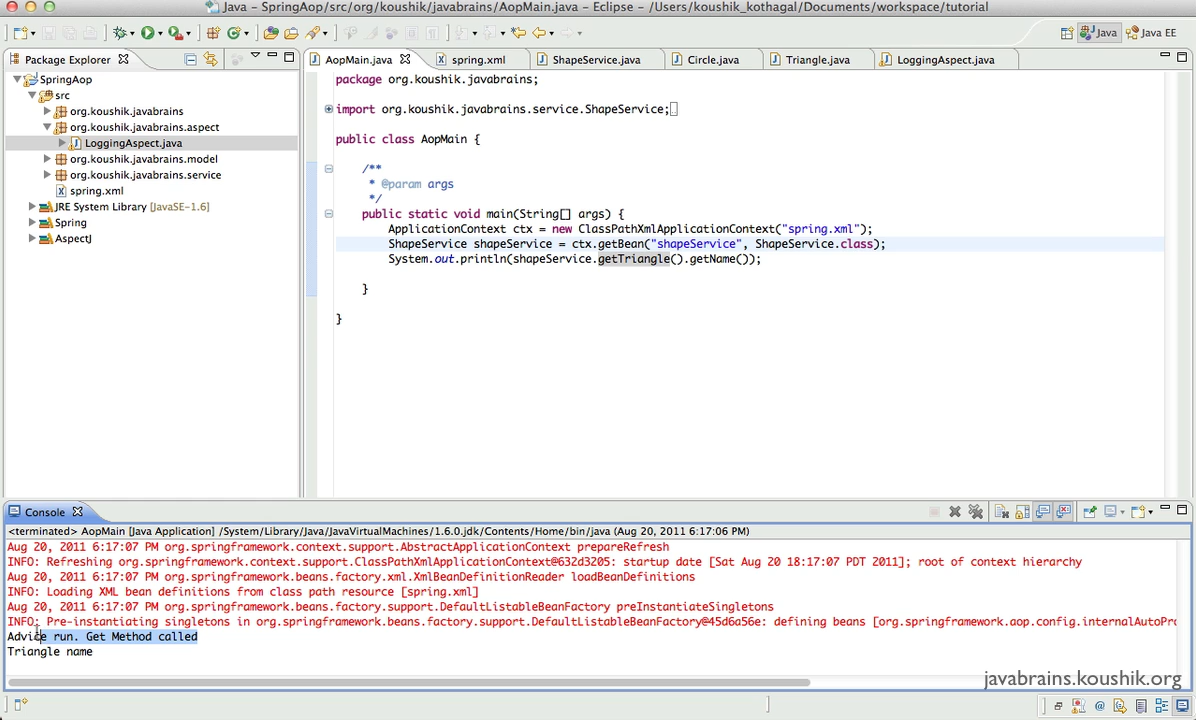 Java - SpringAop/src/org/koushik/javabrains/AopMain.java - Eclipse - /Users/koushik_kothagal/Documents/workspace/tutorial
Java
Java EE
Package Explorer
SpringAop
src
org.koushik.javabrains
org.koushik.javabrains.aspect
LoggingAspect.java
org.koushik.javabrains.model
org.koushik.javabrains.service
spring.xml
JRE System Library [JavaSE-1.6]
Spring
AspectJ
AopMain.java
spring.xml
ShapeService.java
Circle.java
Triangle.java
LoggingAspect.java
package org.koushik.javabrains;
import org.koushik.javabrains.service.ShapeService;
public class AopMain {
/**
* @param args
*/
public static void main(String[] args) {
ApplicationContext ctx = new ClassPathXmlApplicationContext("spring.xml");
ShapeService shapeService = ctx.getBean("shapeService", ShapeService.class);
System.out.println(shapeService.getTriangle().getName());
}
}
Console
<terminated> AopMain [Java Application] /System/Library/Java/JavaVirtualMachines/1.6.0.jdk/Contents/Home/bin/java (Aug 20, 2011 6:17:06 PM)
Aug 20, 2011 6:17:07 PM org.springframework.context.support.AbstractApplicationContext prepareRefresh
INFO: Refreshing org.springframework.context.support.ClassPathXmlApplicationContext@632d3205: startup date [Sat Aug 20 18:17:07 PDT 2011]; root of context hierarchy
Aug 20, 2011 6:17:07 PM org.springframework.beans.factory.xml.XmlBeanDefinitionReader loadBeanDefinitions
INFO: Loading XML bean definitions from class path resource [spring.xml]
Aug 20, 2011 6:17:07 PM org.springframework.beans.factory.support.DefaultListableBeanFactory preInstantiateSingletons
INFO: Pre-instantiating singletons in org.springframework.beans.factory.support.DefaultListableBeanFactory@45d6a56e: defining beans [org.springframework.aop.config.internalAutoPro
Advice run. Get Method called
Triangle name
javabrains.koushik.org